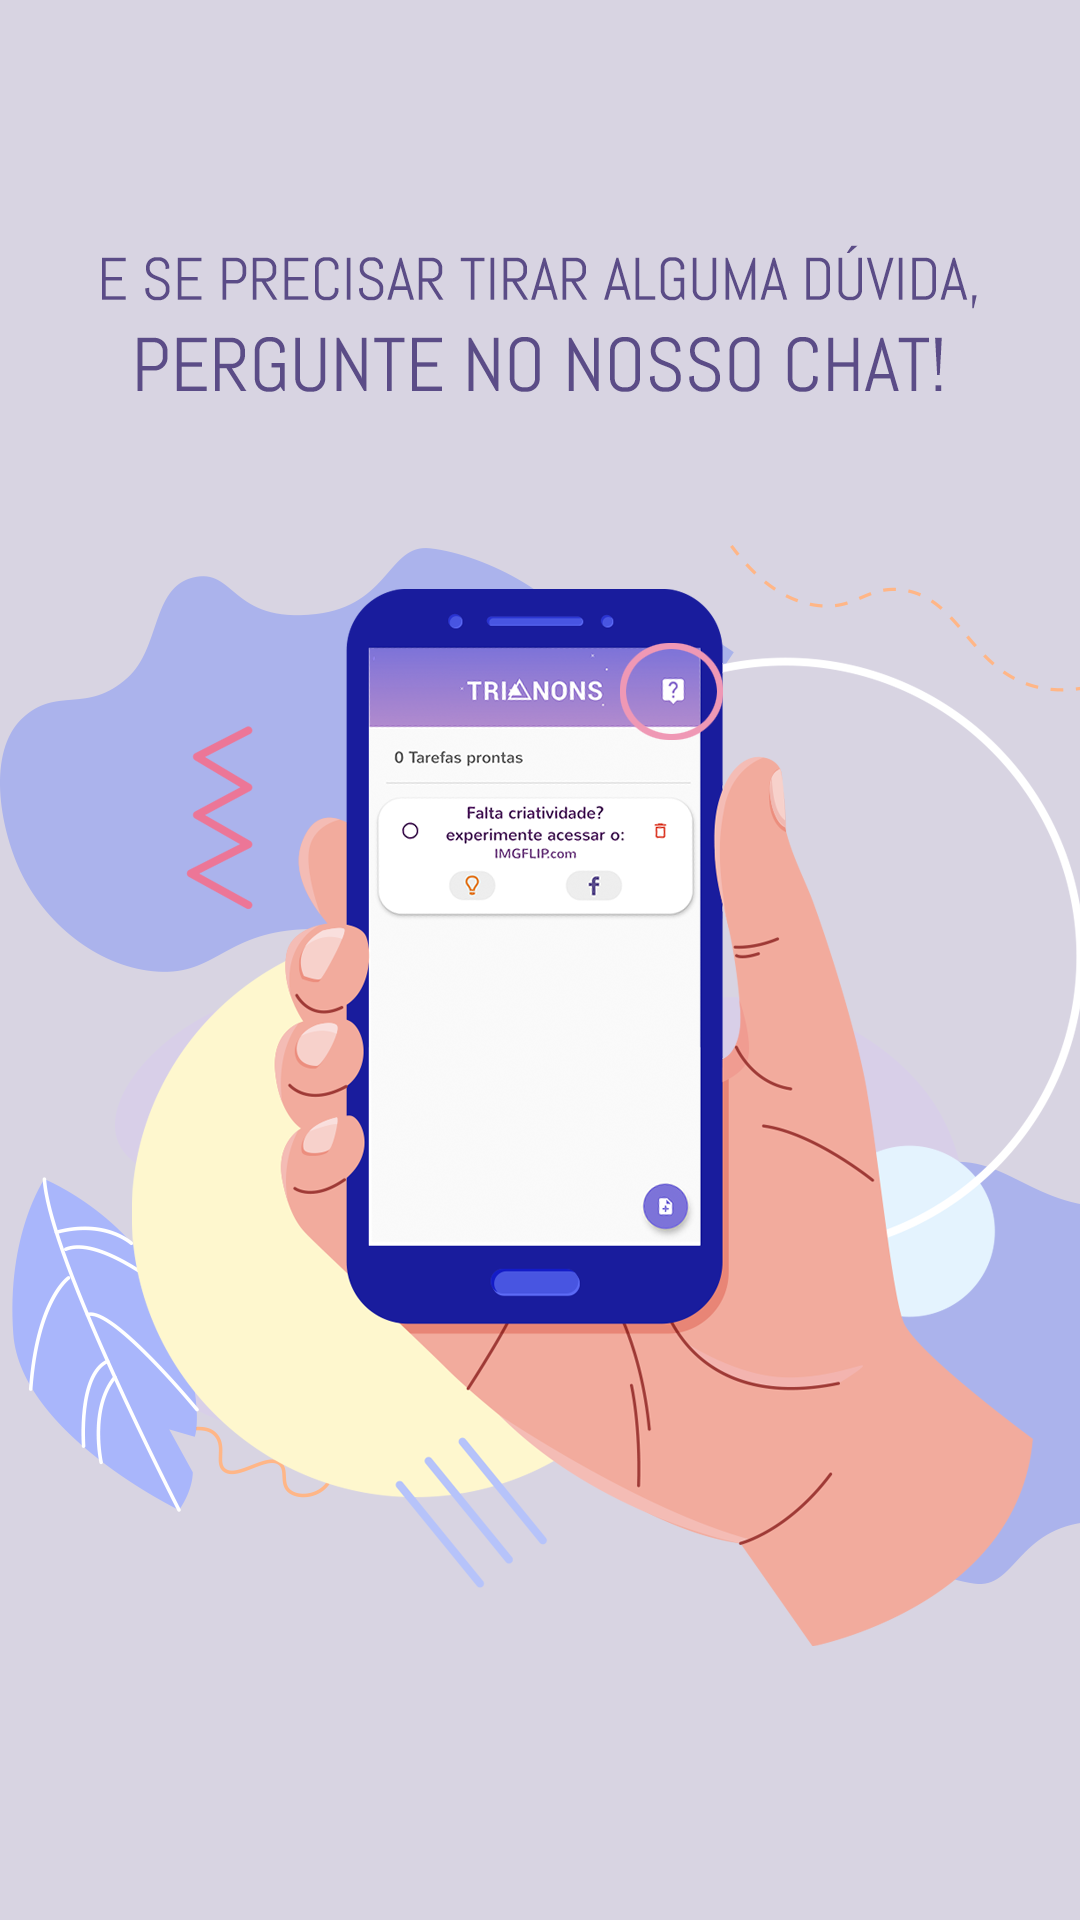 E SE PRECISAR TIRAR ALGUMA DÚVIDA,
PERGUNTE NO NOSSO CHAT!
TRIANONS
?
0 Tarefas prontas
Falta criatividade?
experimente acessar o:
IMGFLIP.com
f